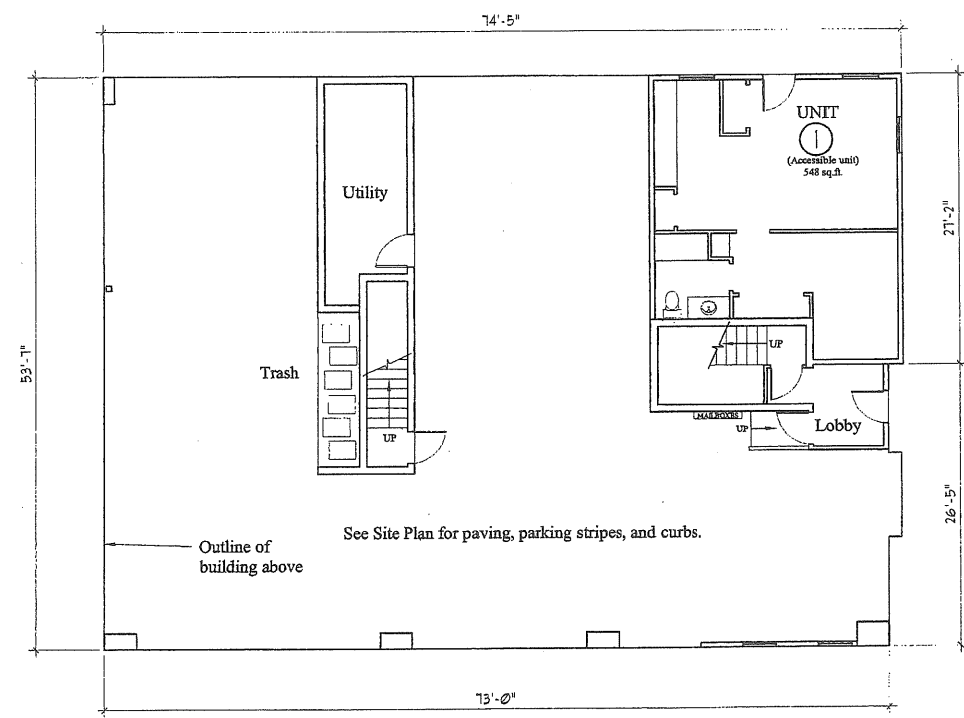 74'-5"
UNIT
1
(Accessible unit)
548 sq.ft.
Utility
27'-2"
53'-7"
UP
Trash
MAILBOXES
UP
Lobby
UP
26'-5"
See Site Plan for paving, parking stripes, and curbs.
Outline of
building above
73'-0"